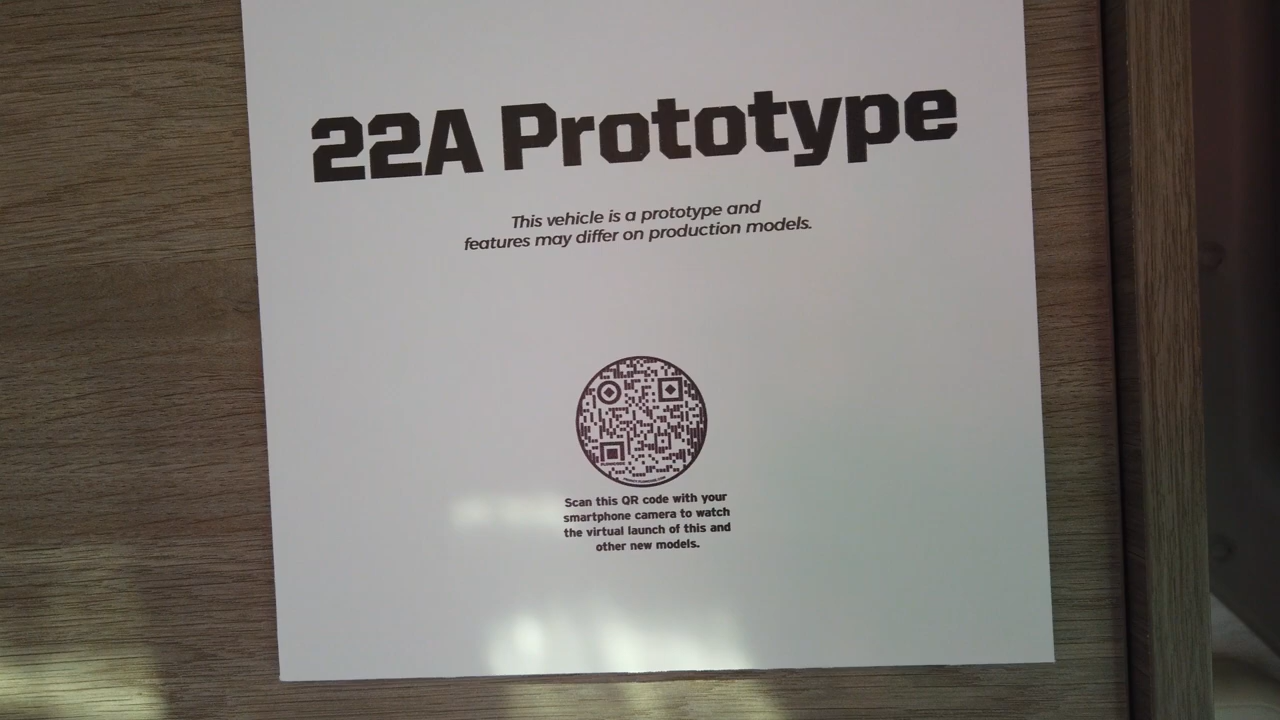 22A Prototype
This vehicle is a prototype and
features may differ on production models.
Scan this QR code with your
smartphone camera to watch
the virtual launch of this and
other new models.